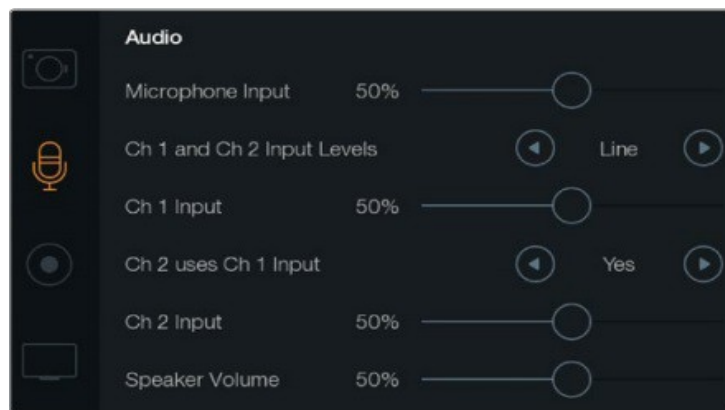 Audio
Microphone Input 50%
Ch 1 and Ch 2 Input Levels Line
Ch 1 Input 50%
Ch 2 uses Ch 1 Input Yes
Ch 2 Input 50%
Speaker Volume 50%